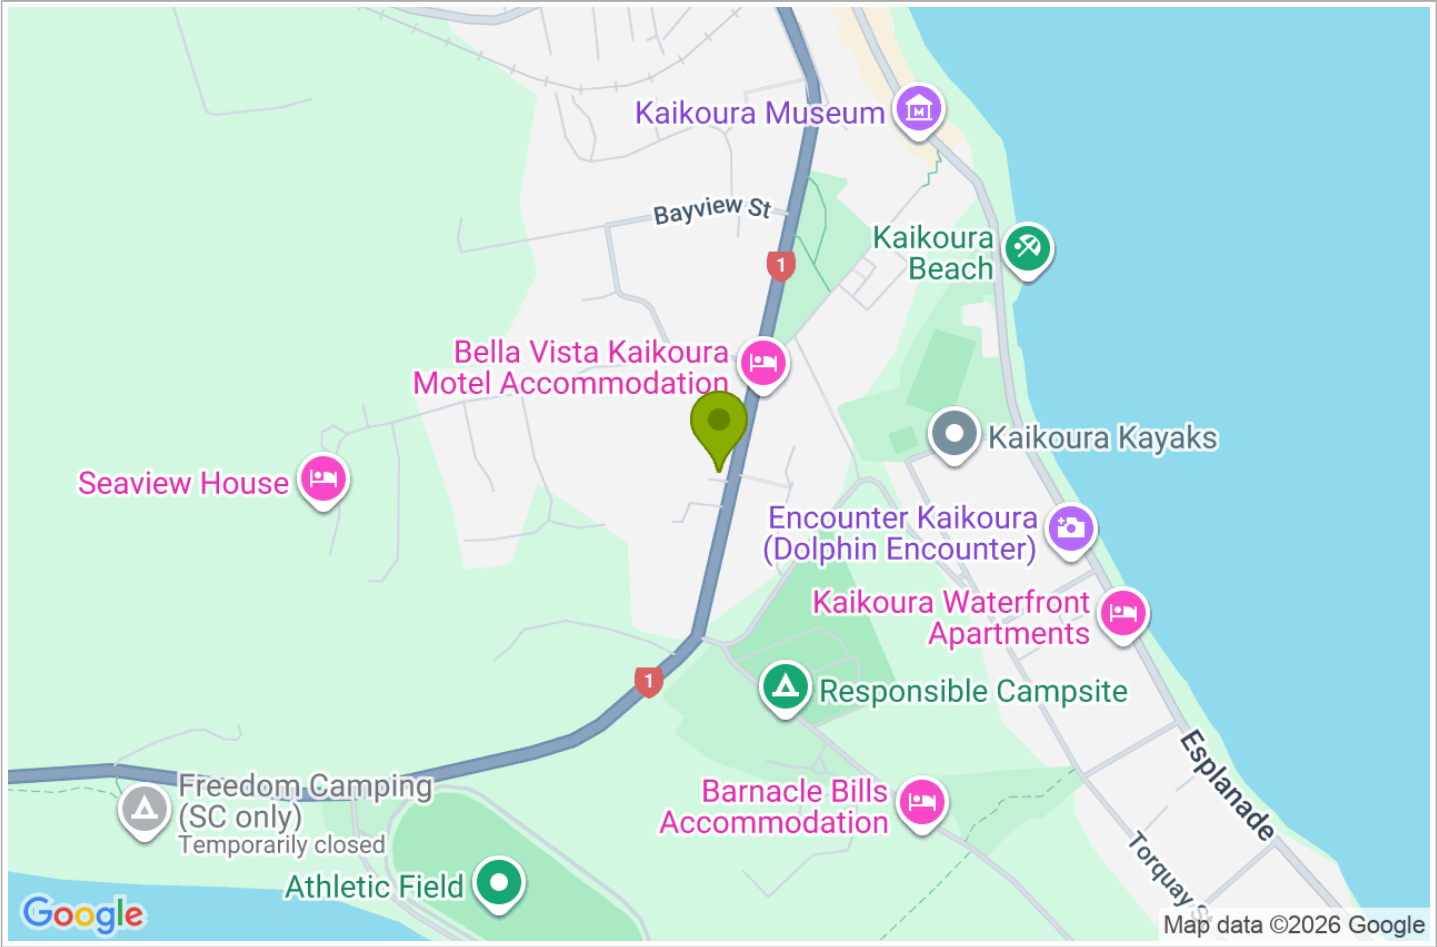 Kaikoura Museum
Bayview St
Kaikoura
Beach
1
Bella Vista Kaikoura
Motel Accommodation
Kaikoura Kayaks
Seaview House
Encounter Kaikoura
(Dolphin Encounter)
Kaikoura Waterfront
Apartments
1
Responsible Campsite
Esplanade
Freedom Camping
(SC only)
Temporarily closed
Barnacle Bills
Accommodation
Torquay St
Athletic Field
Google
Map data ©2026 Google